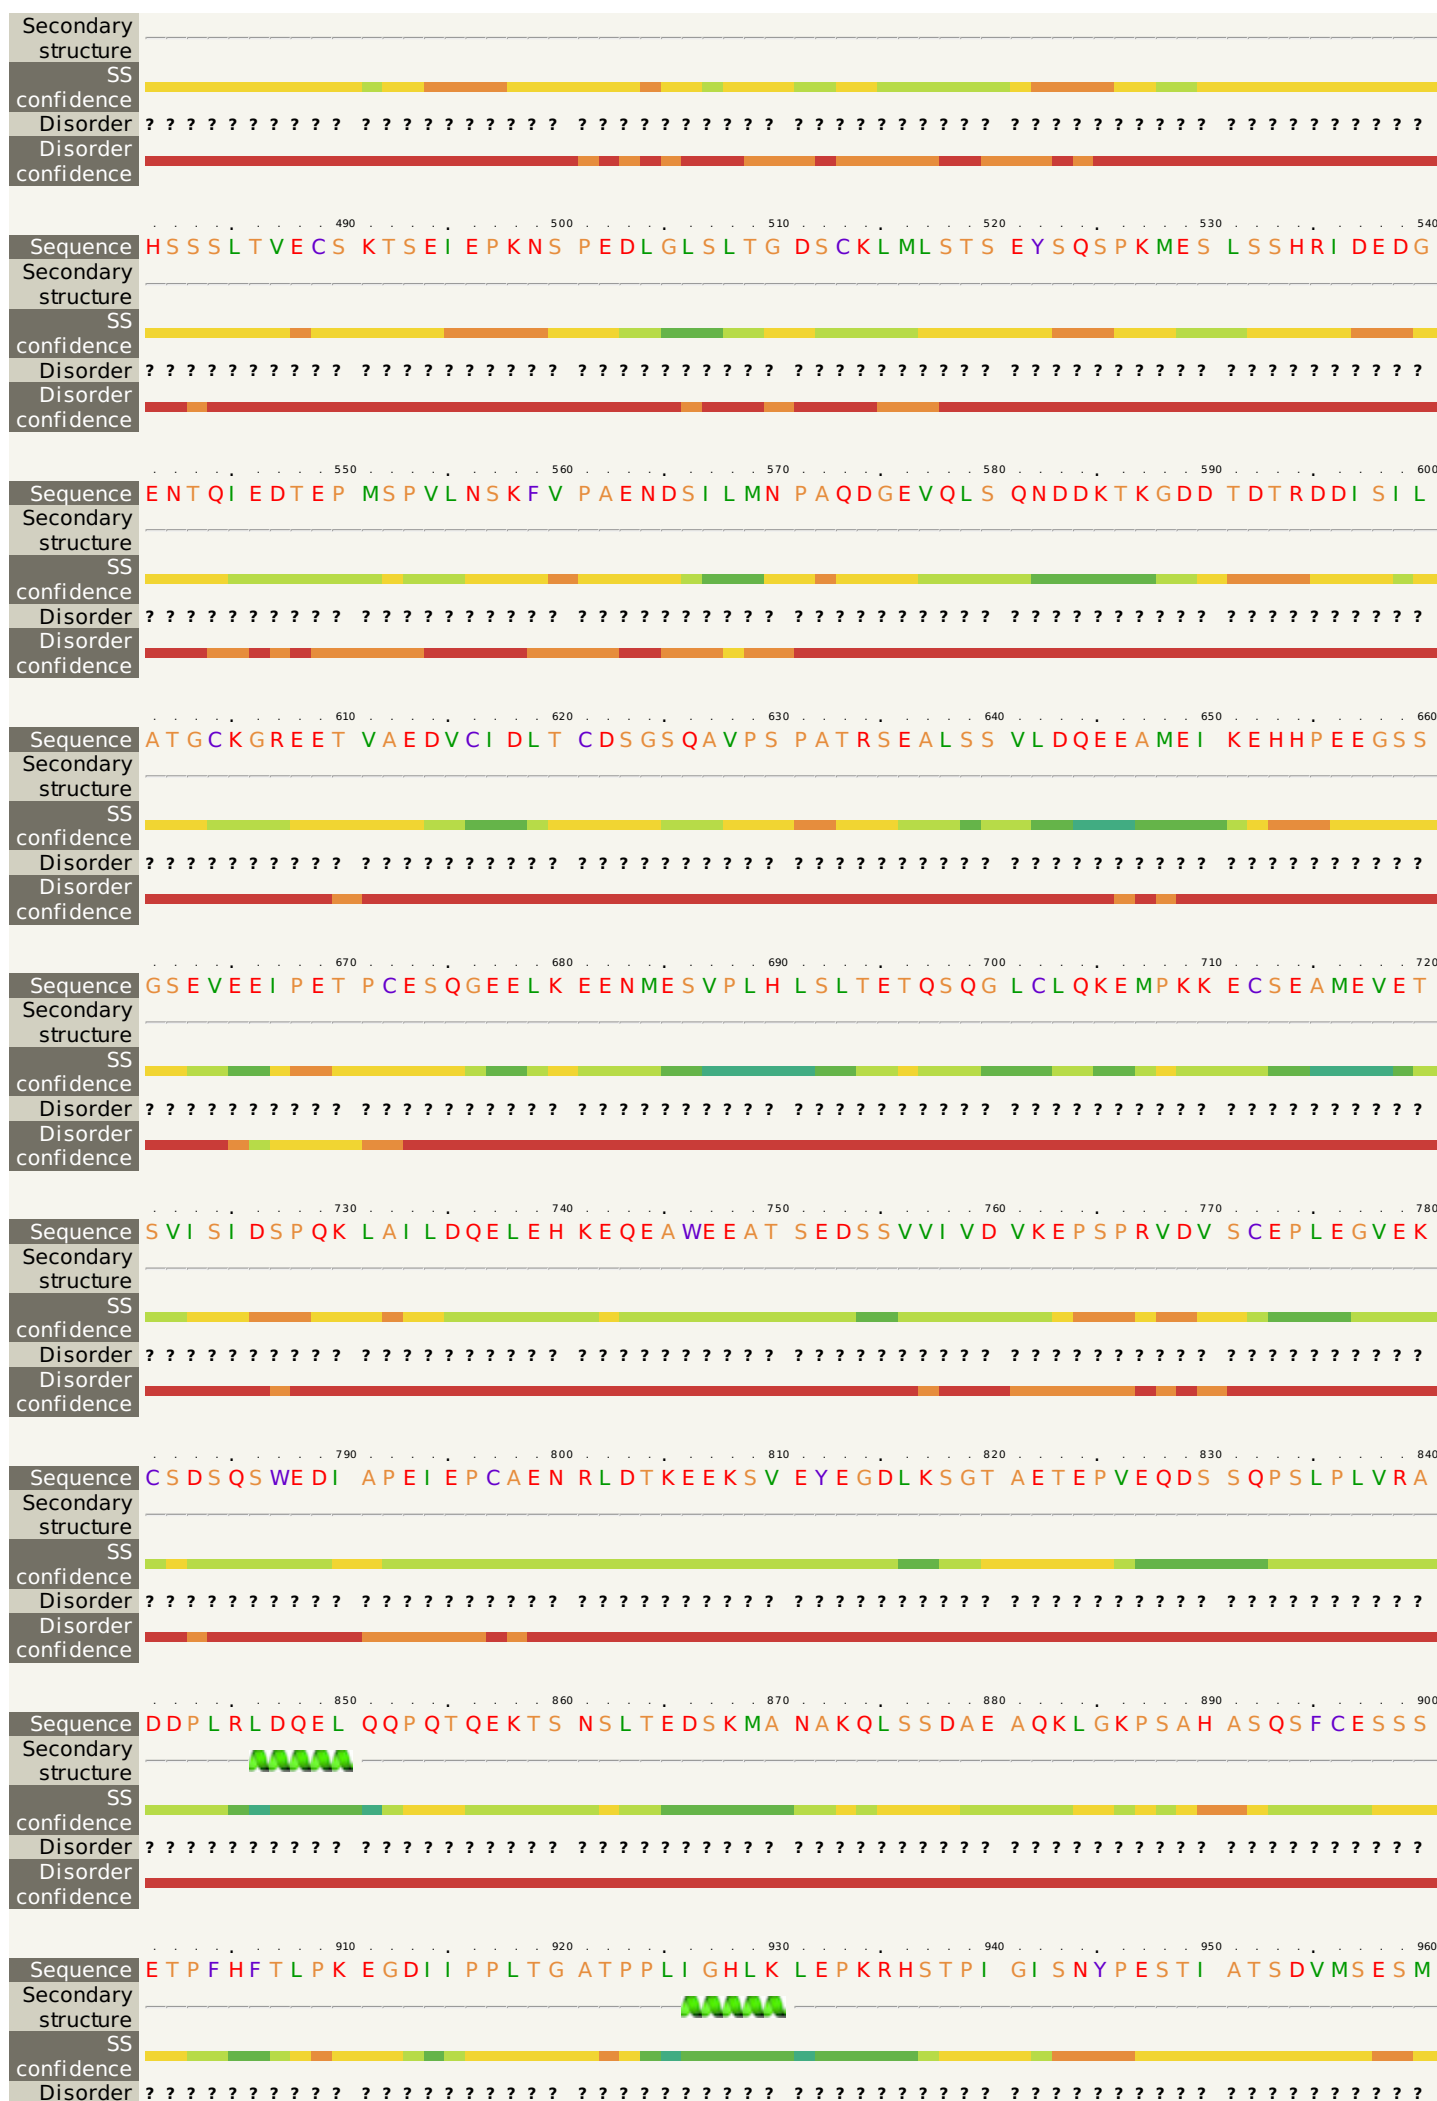 Secondary
structure
SS
confidence
Disorder ? ? ? ? ? ? ? ? ? ? ? ? ? ? ? ? ? ? ? ? ? ? ? ? ? ? ? ? ? ? ? ? ? ? ? ? ? ? ? ? ? ? ? ? ? ? ? ? ? ? ? ? ? ? ? ? ? ? ? ?
Disorder
confidence
. . . . . . . . . 490 . . . . . . . . . 500 . . . . . . . . . 510 . . . . . . . . . 520 . . . . . . . . . 530 . . . . . . . . . 540
Sequence HSSSLTVECS KTSEIEPKNS PEDLGLSLTG DSCKLMLSTS EYSQSPKMES LSSHRIDEDG
Secondary
structure
SS
confidence
Disorder ? ? ? ? ? ? ? ? ? ? ? ? ? ? ? ? ? ? ? ? ? ? ? ? ? ? ? ? ? ? ? ? ? ? ? ? ? ? ? ? ? ? ? ? ? ? ? ? ? ? ? ? ? ? ? ? ? ? ? ?
Disorder
confidence
. . . . . . . . . 550 . . . . . . . . . 560 . . . . . . . . . 570 . . . . . . . . . 580 . . . . . . . . . 590 . . . . . . . . . 600
Sequence ENTQIEDTEP MSPVLNSKFV PAENDSILMN PAQDGEVQLS QNDDKTKGDD TDTRDDISIL
Secondary
structure
SS
confidence
Disorder ? ? ? ? ? ? ? ? ? ? ? ? ? ? ? ? ? ? ? ? ? ? ? ? ? ? ? ? ? ? ? ? ? ? ? ? ? ? ? ? ? ? ? ? ? ? ? ? ? ? ? ? ? ? ? ? ? ? ? ?
Disorder
confidence
. . . . . . . . . 610 . . . . . . . . . 620 . . . . . . . . . 630 . . . . . . . . . 640 . . . . . . . . . 650 . . . . . . . . . 660
Sequence ATGCKGREET VAEDVCIDLT CDSGSQAVPS PATRSEALSS VLDQEEAMEI KEHHPEEGSS
Secondary
structure
SS
confidence
Disorder ? ? ? ? ? ? ? ? ? ? ? ? ? ? ? ? ? ? ? ? ? ? ? ? ? ? ? ? ? ? ? ? ? ? ? ? ? ? ? ? ? ? ? ? ? ? ? ? ? ? ? ? ? ? ? ? ? ? ? ?
Disorder
confidence
. . . . . . . . . 670 . . . . . . . . . 680 . . . . . . . . . 690 . . . . . . . . . 700 . . . . . . . . . 710 . . . . . . . . . 720
Sequence GSEVEEIPET PCESQGEELK EENMESVPLH LSLTETQSQG LCLQKEMPKK ECSEAMEVET
Secondary
structure
SS
confidence
Disorder ? ? ? ? ? ? ? ? ? ? ? ? ? ? ? ? ? ? ? ? ? ? ? ? ? ? ? ? ? ? ? ? ? ? ? ? ? ? ? ? ? ? ? ? ? ? ? ? ? ? ? ? ? ? ? ? ? ? ? ?
Disorder
confidence
. . . . . . . . . 730 . . . . . . . . . 740 . . . . . . . . . 750 . . . . . . . . . 760 . . . . . . . . . 770 . . . . . . . . . 780
Sequence SVISIDSPQK LAILDQELEH KEQEAWEEAT SEDSSVVIVD VKEPSPRVDV SCEPLEGVEK
Secondary
structure
SS
confidence
Disorder ? ? ? ? ? ? ? ? ? ? ? ? ? ? ? ? ? ? ? ? ? ? ? ? ? ? ? ? ? ? ? ? ? ? ? ? ? ? ? ? ? ? ? ? ? ? ? ? ? ? ? ? ? ? ? ? ? ? ? ?
Disorder
confidence
. . . . . . . . . 790 . . . . . . . . . 800 . . . . . . . . . 810 . . . . . . . . . 820 . . . . . . . . . 830 . . . . . . . . . 840
Sequence CSDSQSWEDI APEIEPCAEN RLDTKEEKSV EYEGDLKSGT AETEPVEQDS SQPSLPLVRA
Secondary
structure
SS
confidence
Disorder ? ? ? ? ? ? ? ? ? ? ? ? ? ? ? ? ? ? ? ? ? ? ? ? ? ? ? ? ? ? ? ? ? ? ? ? ? ? ? ? ? ? ? ? ? ? ? ? ? ? ? ? ? ? ? ? ? ? ? ?
Disorder
confidence
. . . . . . . . . 850 . . . . . . . . . 860 . . . . . . . . . 870 . . . . . . . . . 880 . . . . . . . . . 890 . . . . . . . . . 900
Sequence DDPLRLDQEL QQPQTQEKTS NSLTEDSKMA NAKQLSSDAE AQKLGKPSAH ASQSFCESSS
Secondary
structure
SS
confidence
Disorder ? ? ? ? ? ? ? ? ? ? ? ? ? ? ? ? ? ? ? ? ? ? ? ? ? ? ? ? ? ? ? ? ? ? ? ? ? ? ? ? ? ? ? ? ? ? ? ? ? ? ? ? ? ? ? ? ? ? ? ?
Disorder
confidence
. . . . . . . . . 910 . . . . . . . . . 920 . . . . . . . . . 930 . . . . . . . . . 940 . . . . . . . . . 950 . . . . . . . . . 960
Sequence ETPFHFTLPK EGDIIPPLTG ATPPLIGHLK LEPKRHSTPI GISNYPESTI ATSDVMSESM
Secondary
structure
SS
confidence
Disorder ? ? ? ? ? ? ? ? ? ? ? ? ? ? ? ? ? ? ? ? ? ? ? ? ? ? ? ? ? ? ? ? ? ? ? ? ? ? ? ? ? ? ? ? ? ? ? ? ? ? ? ? ? ? ? ? ? ? ? ?